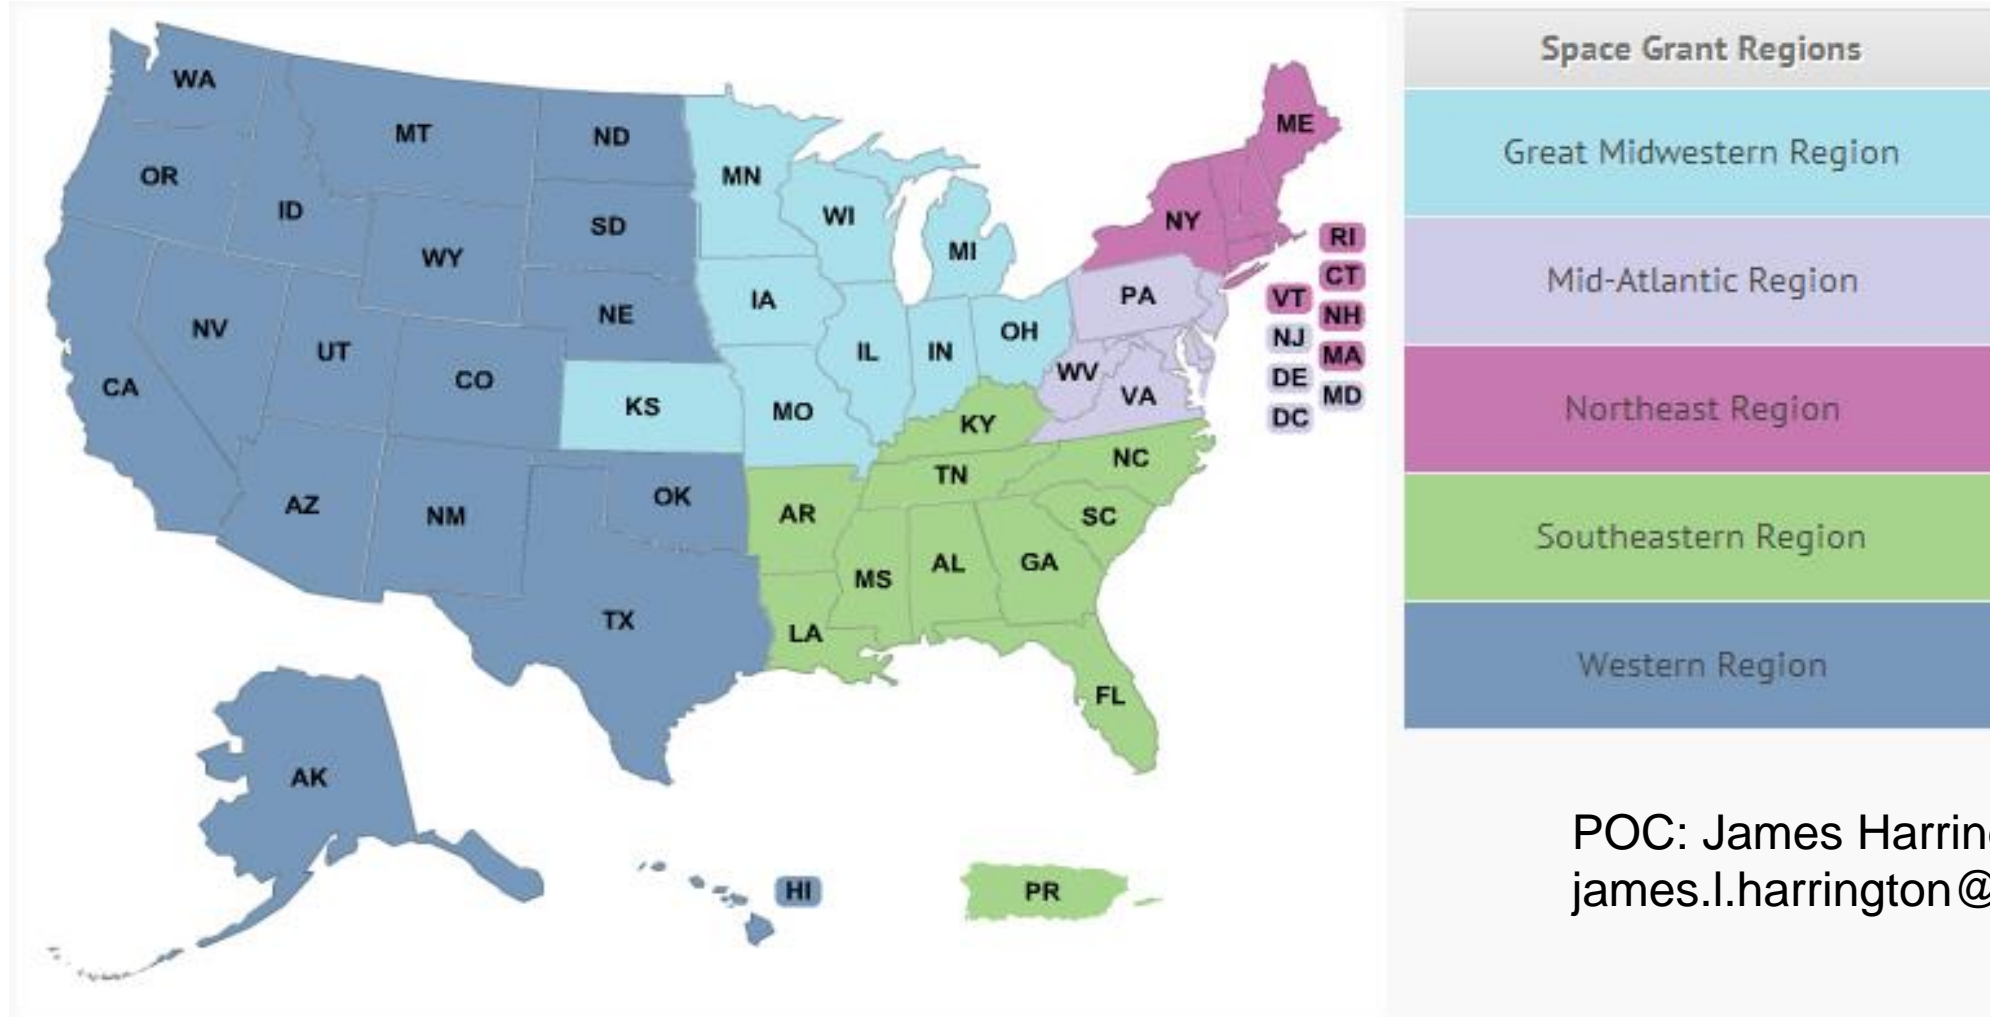 WA
MT
ND
MN
ME
OR
ID
SD
WI
NY
WY
MI
RI
CT
IA
PA
VT
NE
NH
NV
UT
OH
NJ
IL
IN
MA
CA
CO
WV
DE
VA
MD
KS
MO
DC
KY
NC
TN
AZ
NM
OK
AR
SC
MS
AL
GA
TX
LA
FL
AK
HI
PR
Space Grant Regions
Great Midwestern Region
Mid-Atlantic Region
Northeast Region
Southeastern Region
Western Region
POC: James
james.l.harrington@